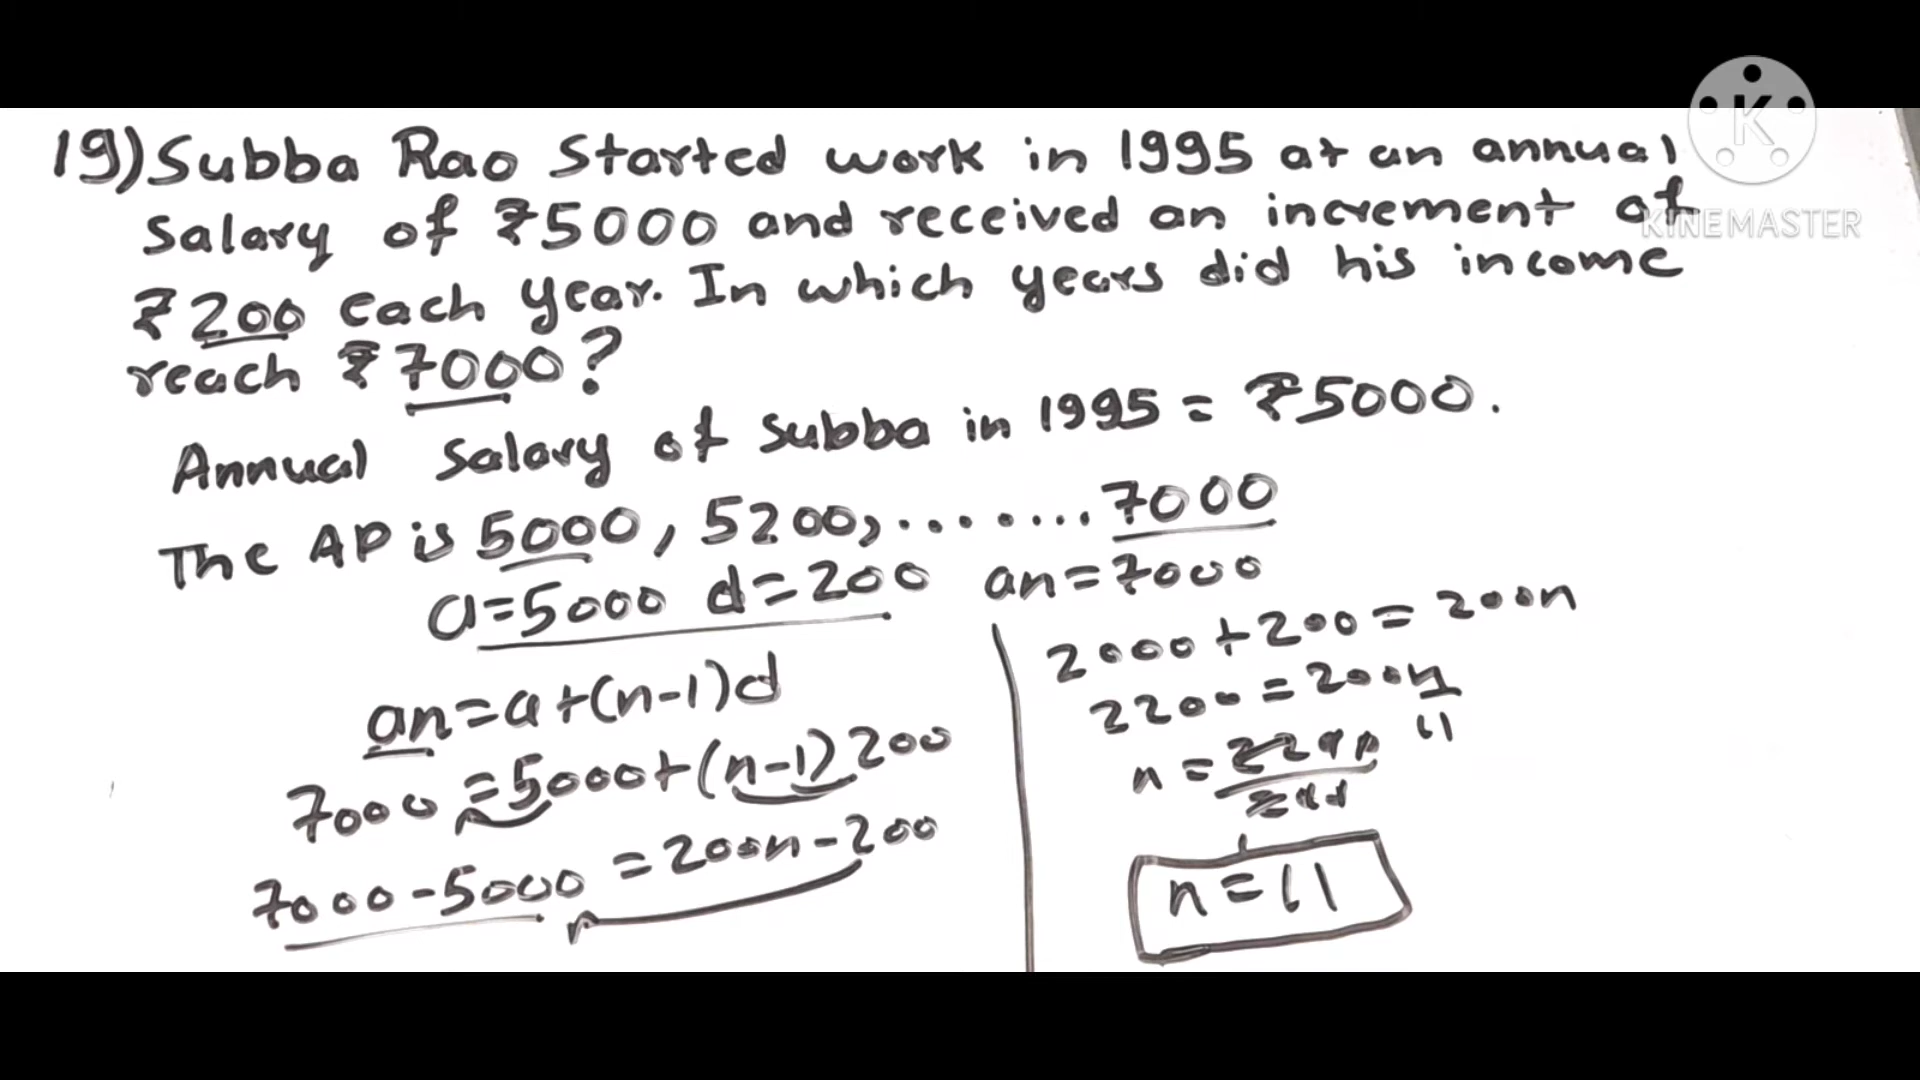 K
KINEMASTER
19) Subba Rao Started work in 1995 at an annual
Salary of ₹5000 and received an increment of
₹200 each year. In which years did his income
reach ₹7000?
Annual Salary of Subba in 1995 = ₹5000.
The AP is 5000, 5200, ........ 7000
a=5000 d=200 an=7000
an=a+(n-1)d
7000=5000+(n-1)200
7000-5000=200n-200
2000+200=200n
2200=200n
n=2200/200 11
n=11